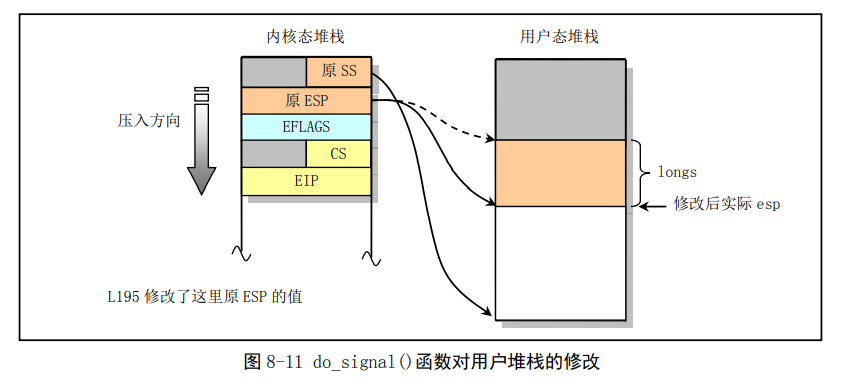 内核态堆栈
用户态堆栈
原 SS
原 ESP
压入方向
EFLAGS
CS
longs
EIP
修改后实际 esp
L195 修改了这里原 ESP 的值
图 8-11 do_signal()函数对用户堆栈的修改